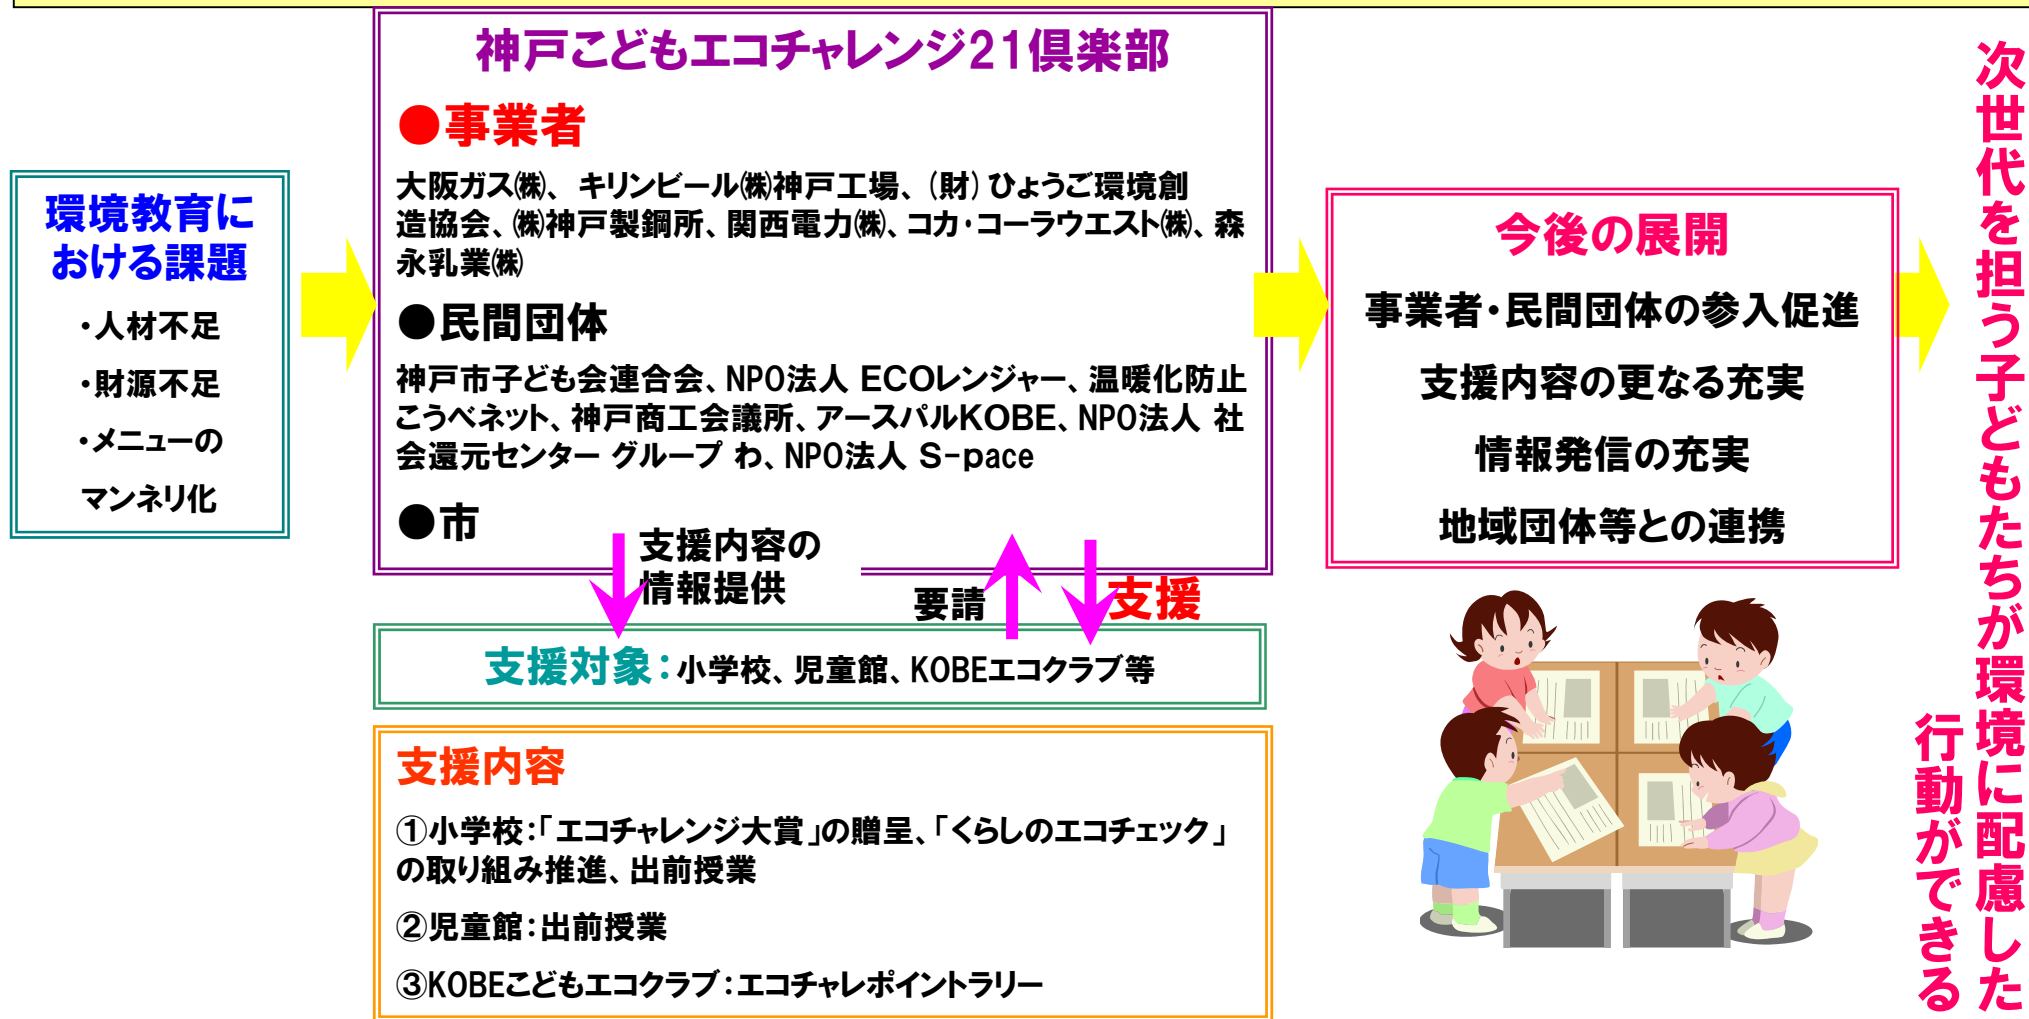 環境教育に
おける課題
・人材不足
・財源不足
・メニューの
マンネリ化
神戸こどもエコチャレンジ21倶楽部
●事業者
大阪ガス㈱、キリンビール㈱神戸工場、(財)ひょうご環境創
造協会、㈱神戸製鋼所、関西電力㈱、コカ・コーラウエスト㈱、森
永乳業㈱
●民間団体
神戸市子ども会連合会、NPO法人 ECOレンジャー、温暖化防止
こうべネット、神戸商工会議所、アースパルKOBE、NPO法人 社
会還元センター グループ わ、NPO法人 S-pace
●市
支援内容の
情報提供
要請
支援
支援対象:小学校、児童館、KOBEエコクラブ等
支援内容
①小学校:「エコチャレンジ大賞」の贈呈、「くらしのエコチェック」
の取り組み推進、出前授業
②児童館:出前授業
③KOBEこどもエコクラブ:エコチャレポイントラリー
今後の展開
事業者・民間団体の参入促進
支援内容の更なる充実
情報発信の充実
地域団体等との連携
次世代を担う子どもたちが環境に配慮した
行動ができる